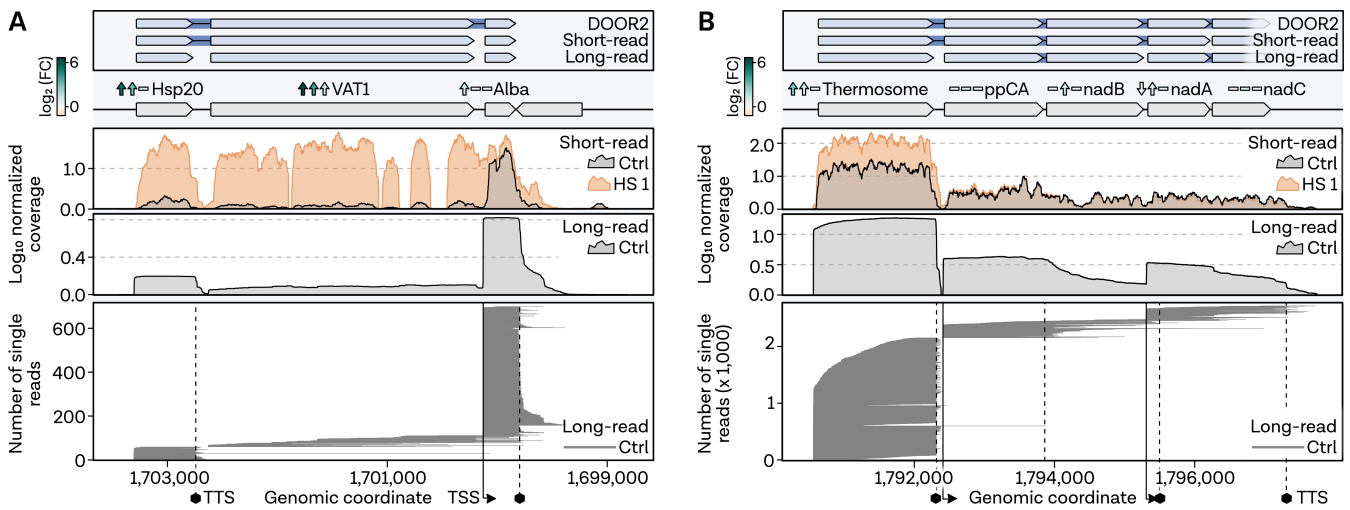 A
DOOR2
Short-read
Long-read
log₂ (FC)
6
0
Hsp20
VAT1
Alba
Log₁₀ normalized
coverage
Short-read
Ctrl
HS 1
1.0
0.0
Long-read
Ctrl
0.4
0.0
Number of single
reads
600
400
200
0
Long-read
Ctrl
1,703,000
1,701,000
1,699,000
TTS
Genomic coordinate
TSS
B
DOOR2
Short-read
Long-read
log₂ (FC)
6
0
Thermosome
ppCA
nadB
nadA
nadC
Log₁₀ normalized
coverage
Short-read
Ctrl
HS 1
2.0
1.0
0.0
Long-read
Ctrl
1.0
0.5
0.0
Number of single
reads (x 1,000)
2
1
0
Long-read
Ctrl
1,792,000
1,794,000
1,796,000
Genomic coordinate
TTS